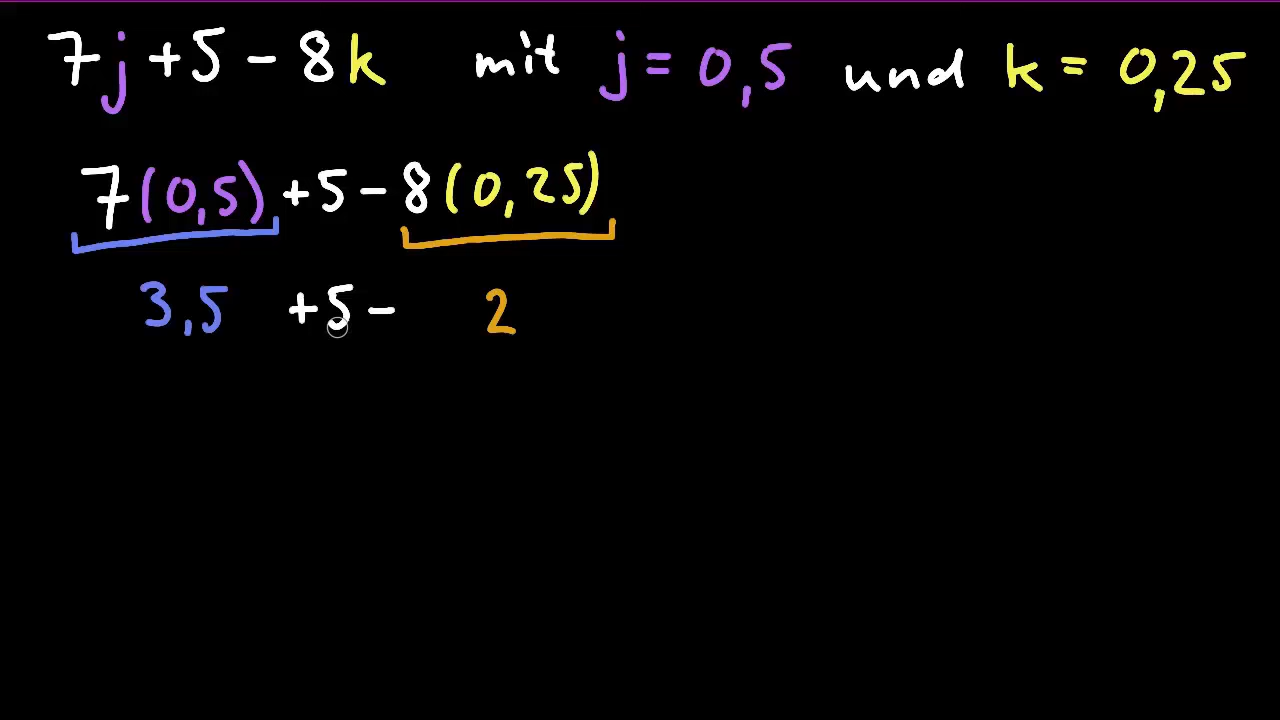 7j + 5 - 8k mit j = 0,5 und k = 0,25
7(0,5) + 5 - 8(0,25)
3,5 + 5 - 2